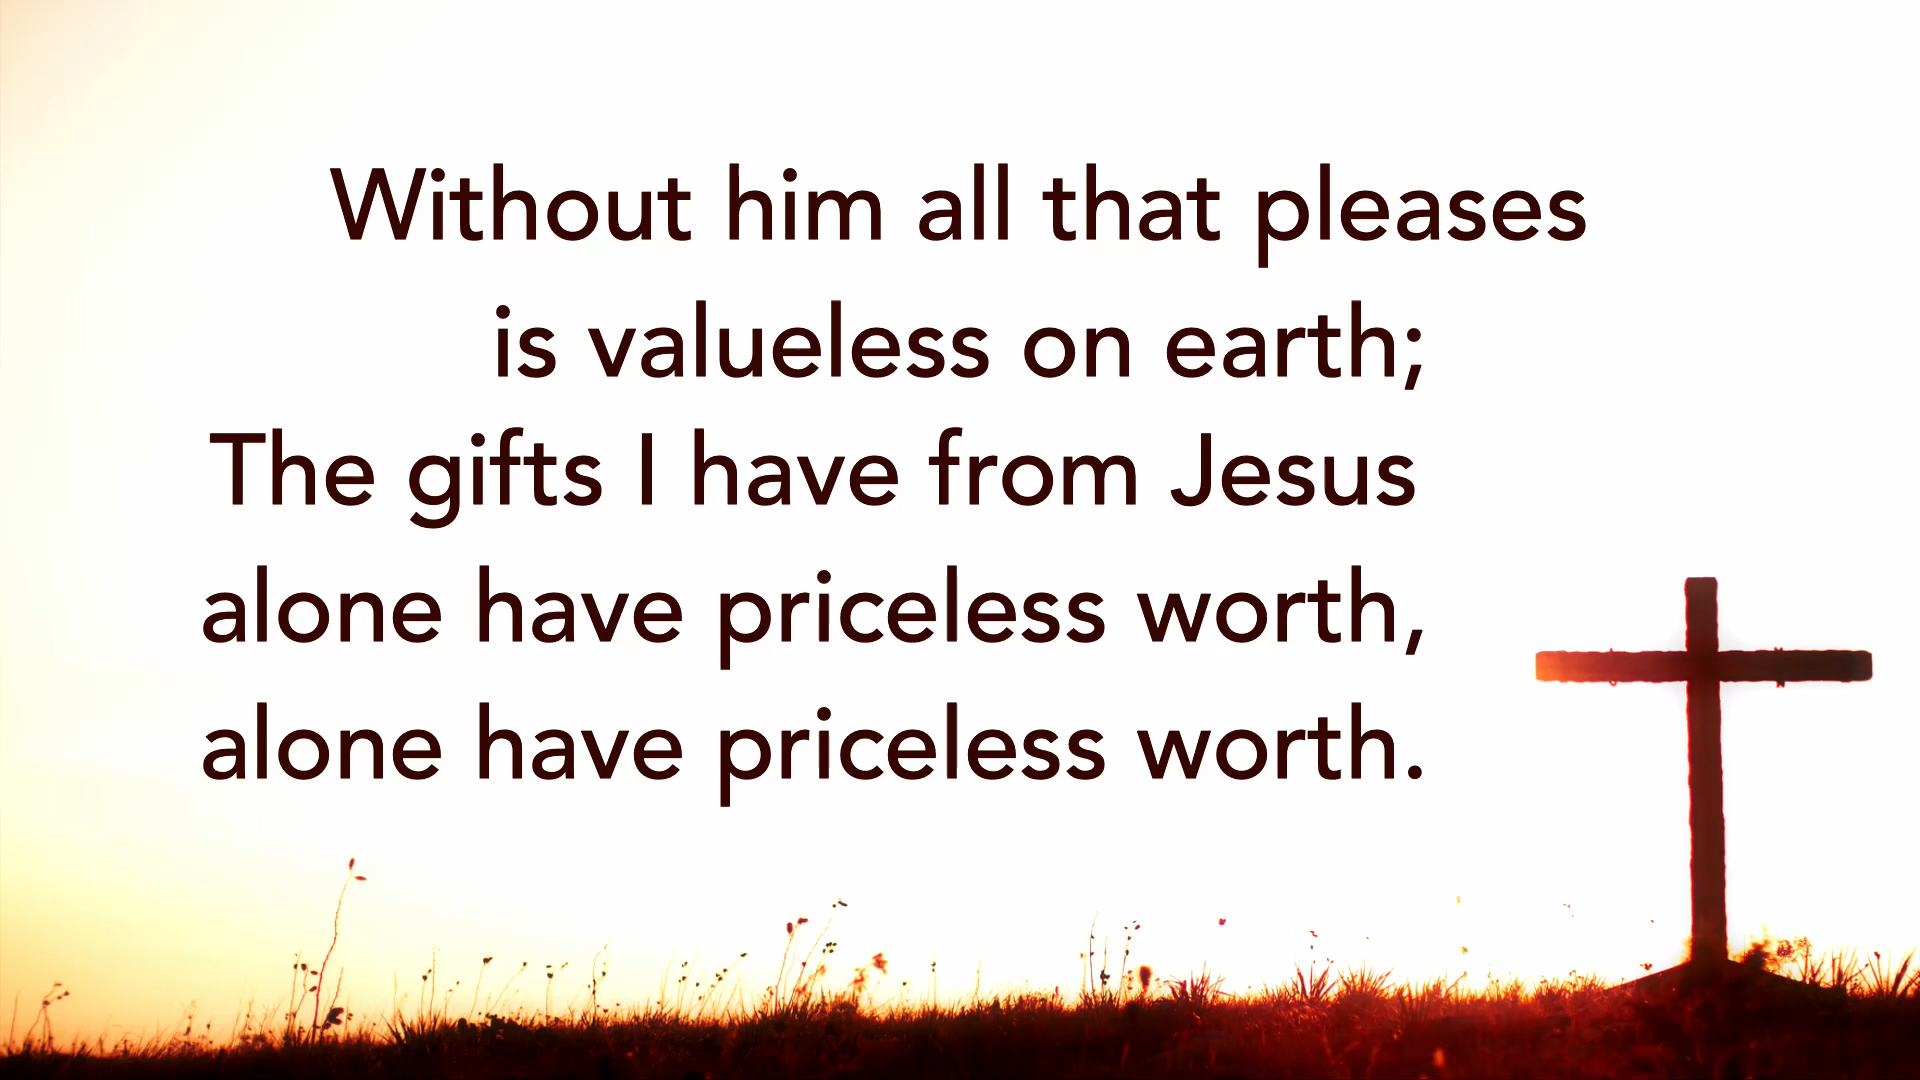 Without him all that pleases
is valueless on earth;
The gifts I have from Jesus
alone have priceless worth,
alone have priceless worth.